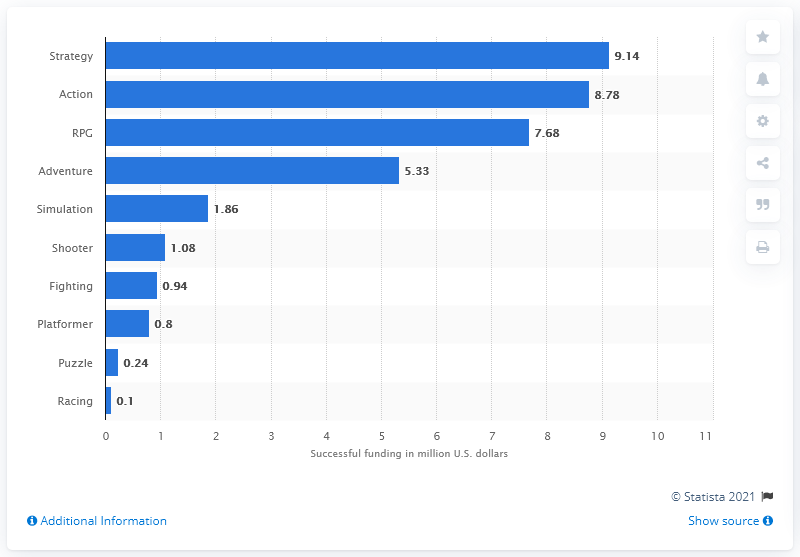 Strategy 9.14
Action 8.78
RPG 7.68
Adventure 5.33
Simulation 1.86
Shooter 1.08
Fighting 0.94
Platformer 0.8
Puzzle 0.24
Racing 0.1
0 1 2 3 4 5 6 7 8 9 10 11
Successful funding in million U.S. dollars
© Statista 2021
Additional Information Show source